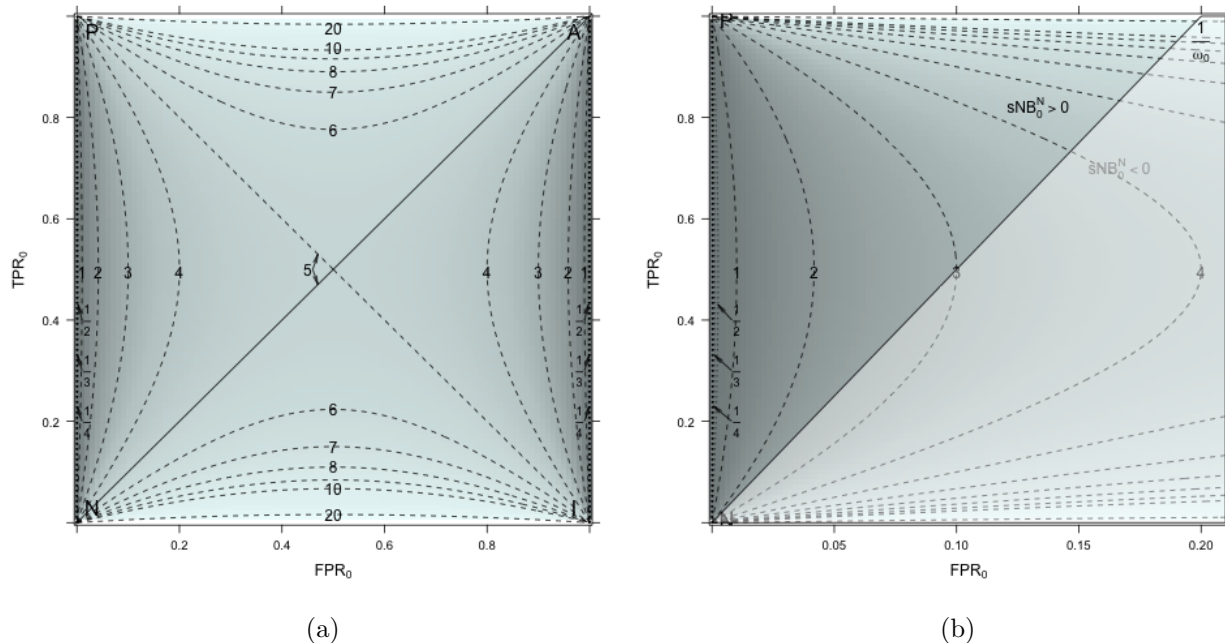 P
A
20
10
8
7
6
5
1 2 3 4
4 3 2 1
1/2
1/3
1/4
1/2
1/3
1/4
6
7
8
10
20
N
I
0.8
0.6
0.4
0.2
TPR₀
0.2 0.4 0.6 0.8
FPR₀
(a)
P
1/ω₀
sNB₀ᴺ > 0
sNB₀ᴺ < 0
1 2 3 4
1/2
1/3
1/4
N
0.8
0.6
0.4
0.2
TPR₀
0.05 0.10 0.15 0.20
FPR₀
(b)